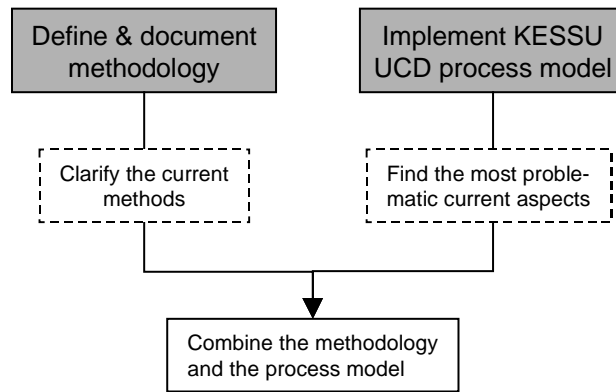 Define & document
methodology
Implement KESSU
UCD process model
Clarify the current
methods
Find the most proble-
matic current aspects
Combine the methodology
and the process model